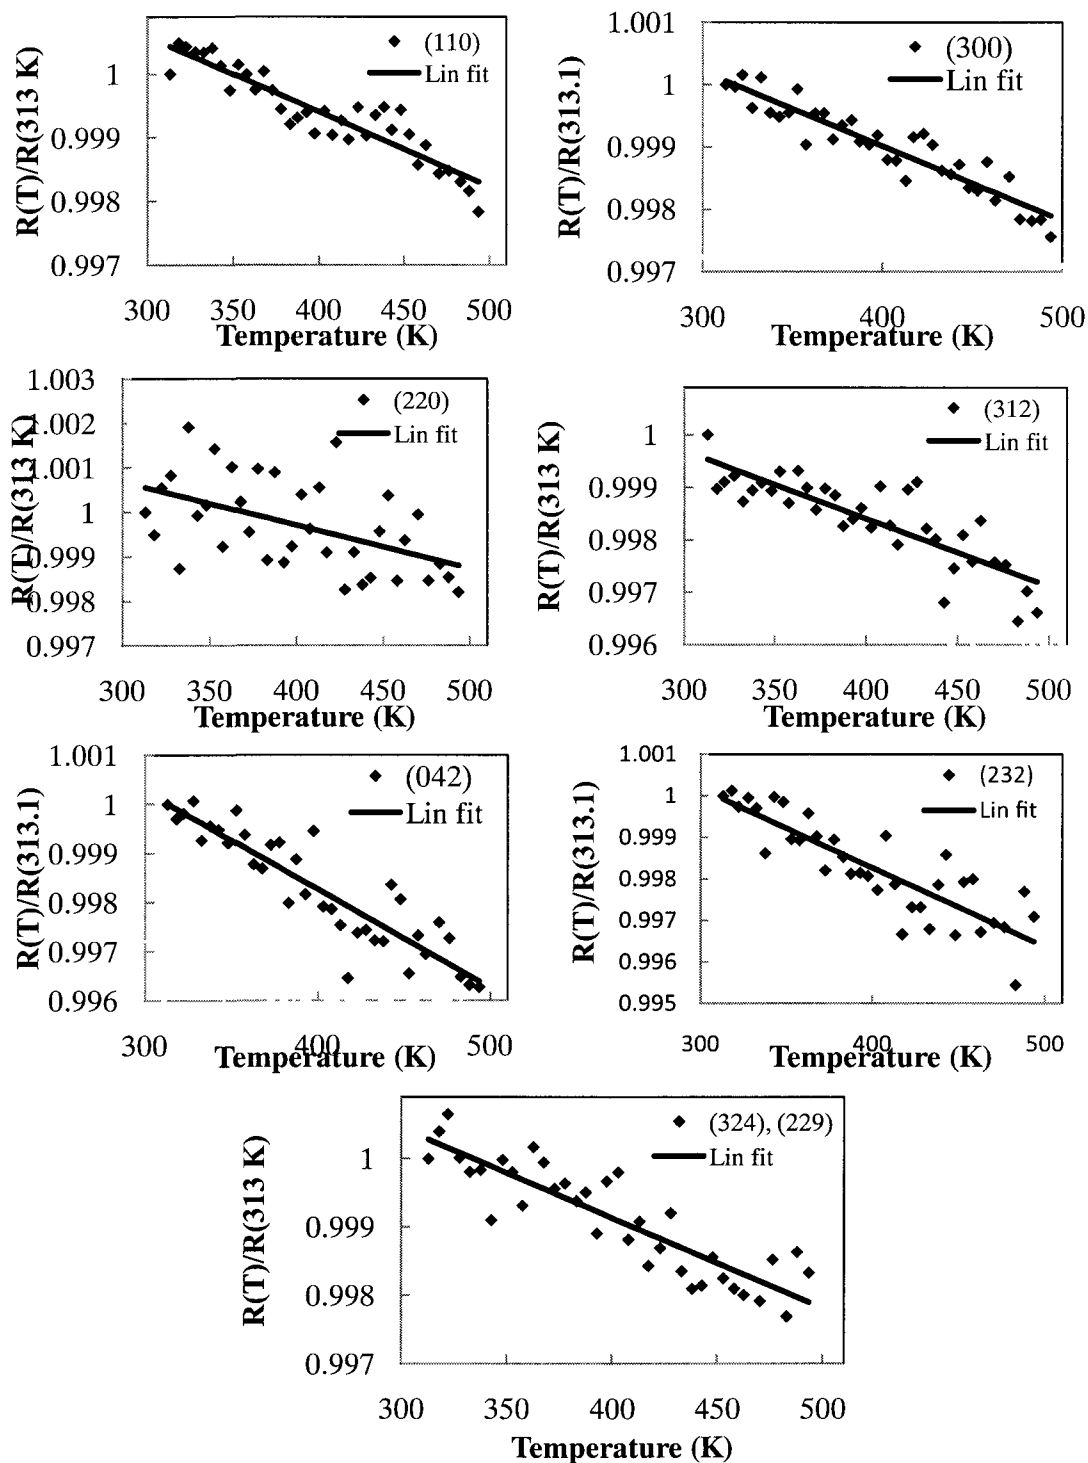 R(T)/R(313 K)
1
0.999
0.998
0.997
(110)
Lin fit
300 350 400 450 500
Temperature (K)
R(T)/R(313.1)
1.001
1
0.999
0.998
0.997
(300)
Lin fit
300 400 500
Temperature (K)
R(T)/R(313 K)
1.003
1.002
1.001
1
0.999
0.998
0.997
(220)
Lin fit
300 350 400 450 500
Temperature (K)
R(T)/R(313 K)
1
0.999
0.998
0.997
0.996
(312)
Lin fit
300 350 400 450 500
Temperature (K)
R(T)/R(313.1)
1.001
1
0.999
0.998
0.997
0.996
(042)
Lin fit
300 400 500
Temperature (K)
R(T)/R(313.1)
1.001
1
0.999
0.998
0.997
0.996
0.995
(232)
Lin fit
300 400 500
Temperature (K)
R(T)/R(313 K)
1
0.999
0.998
0.997
(324), (229)
Lin fit
300 350 400 450 500
Temperature (K)